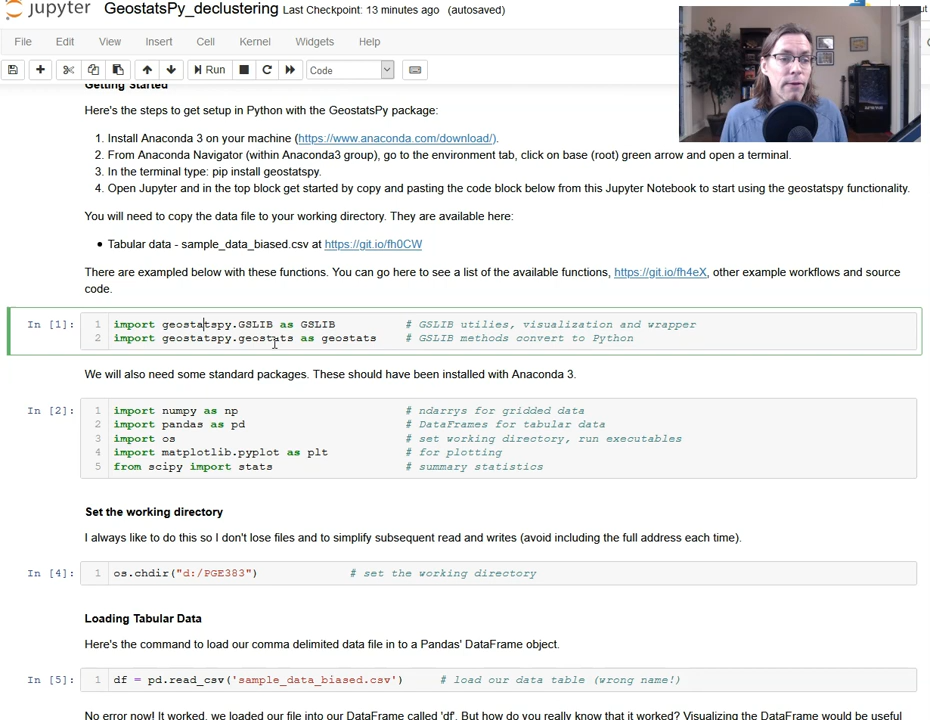 jupyter GeostatsPy_declustering Last Checkpoint: 13 minutes ago (autosaved)
File Edit View Insert Cell Kernel Widgets Help
Run Code
Getting Started
Here's the steps to get setup in Python with the GeostatsPy package:
1. Install Anaconda 3 on your machine (https://www.anaconda.com/download/).
2. From Anaconda Navigator (within Anaconda3 group), go to the environment tab, click on base (root) green arrow and open a terminal.
3. In the terminal type: pip install geostatspy.
4. Open Jupyter and in the top block get started by copy and pasting the code block below from this Jupyter Notebook to start using the geostatspy functionality.
You will need to copy the data file to your working directory. They are available here:
• Tabular data - sample_data_biased.csv at https://git.io/fh0CW
There are exampled below with these functions. You can go here to see a list of the available functions, https://git.io/fh4eX, other example workflows and source
code.
In [1]: 1 import geostatspy.GSLIB as GSLIB # GSLIB utilies, visualization and wrapper
2 import geostatspy.geostats as geostats # GSLIB methods convert to Python
We will also need some standard packages. These should have been installed with Anaconda 3.
In [2]: 1 import numpy as np # ndarrys for gridded data
2 import pandas as pd # DataFrames for tabular data
3 import os # set working directory, run executables
4 import matplotlib.pyplot as plt # for plotting
5 from scipy import stats # summary statistics
Set the working directory
I always like to do this so I don't lose files and to simplify subsequent read and writes (avoid including the full address each time).
In [4]: 1 os.chdir("d:/PGE383") # set the working directory
Loading Tabular Data
Here's the command to load our comma delimited data file in to a Pandas' DataFrame object.
In [5]: 1 df = pd.read_csv('sample_data_biased.csv') # load our data table (wrong name!)
No error now! It worked, we loaded our file into our DataFrame called 'df'. But how do you really know that it worked? Visualizing the DataFrame would be useful